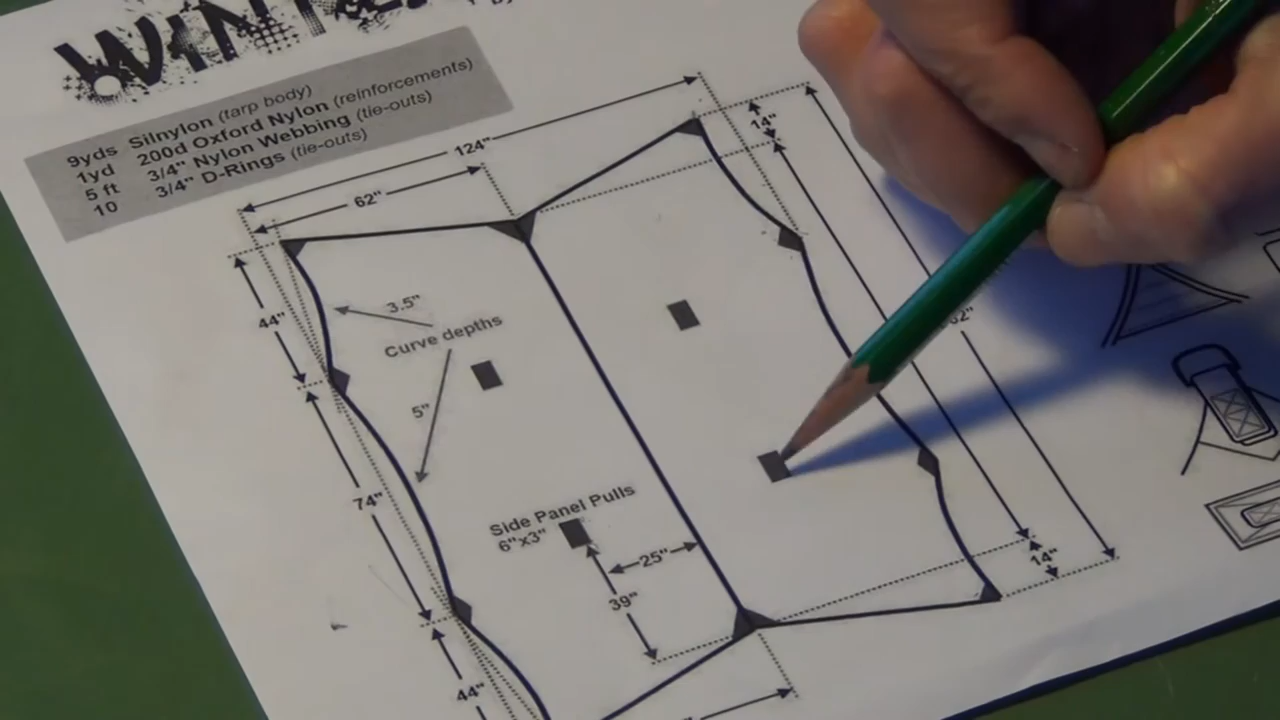 9yds Silnylon (tarp body)
1yd 200d Oxford Nylon (reinforcements)
5 ft 3/4" Nylon Webbing (tie-outs)
10 3/4" D-Rings (tie-outs)
124"
62"
14"
44"
3.5"
Curve depths
5"
74"
Side Panel Pulls
6"x3"
25"
39"
14"
44"